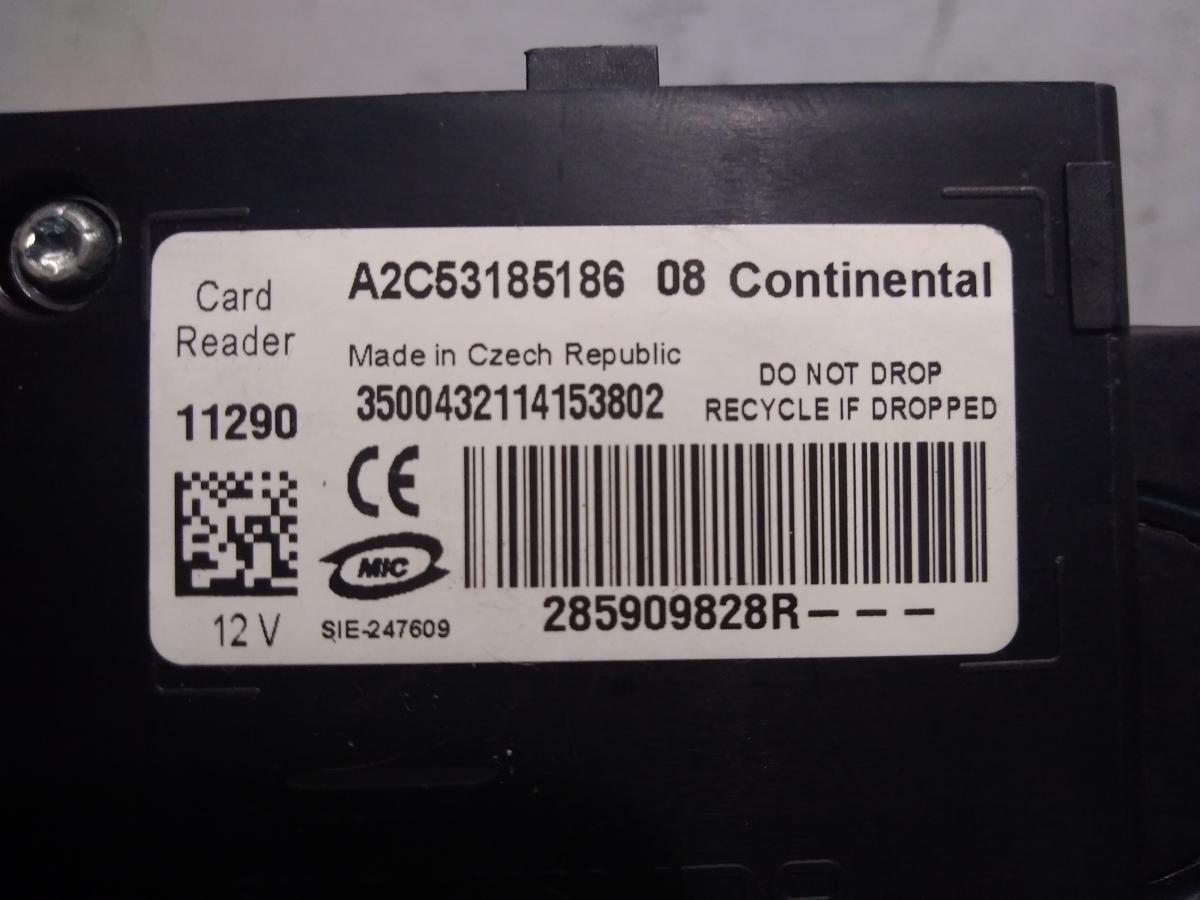 Card
Reader
11290
12 V
A2C53185186 08 Continental
Made in Czech Republic
3500432114153802
DO NOT DROP
RECYCLE IF DROPPED
CE
MIC
SIE-247609
285909828R---